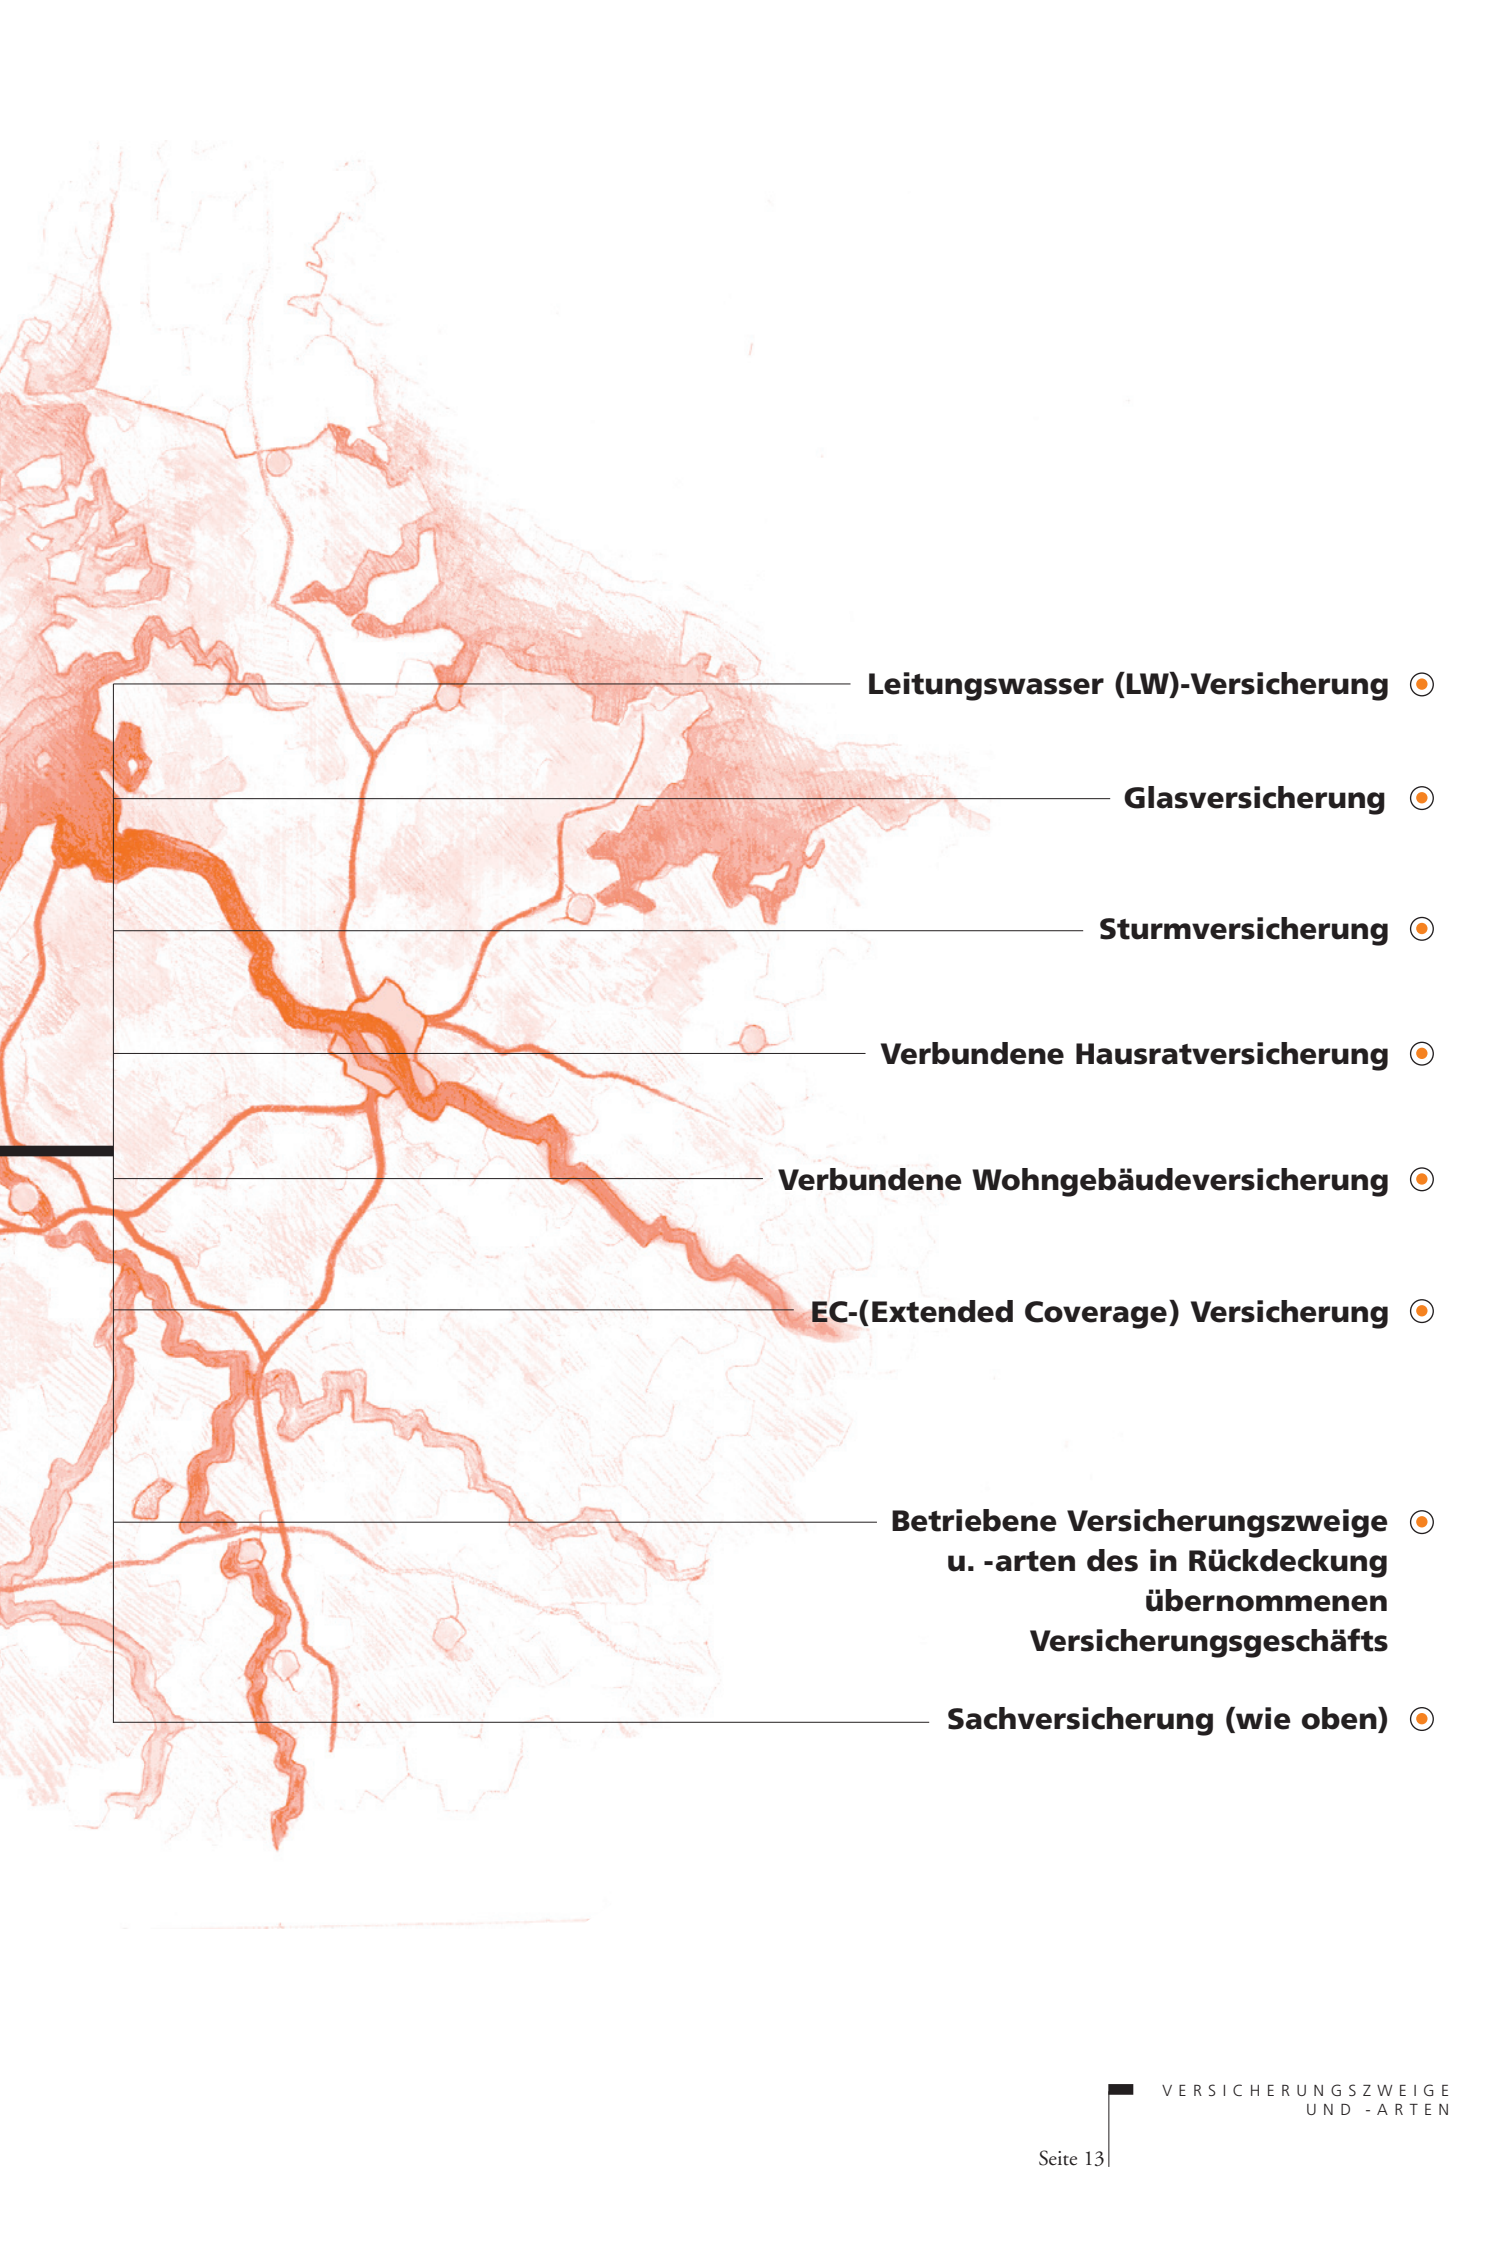 Leitungswasser (LW)-Versicherung
Glasversicherung
Sturmversicherung
Verbundene Hausratversicherung
Verbundene Wohngebäudeversicherung
EC-(Extended Coverage) Versicherung
Betriebene Versicherungszweige
u. -arten des in Rückdeckung
übernommenen
Versicherungsgeschäfts
Sachversicherung (wie oben)
VERSICHERUNGSZWEIGE
UND -ARTEN
Seite 13